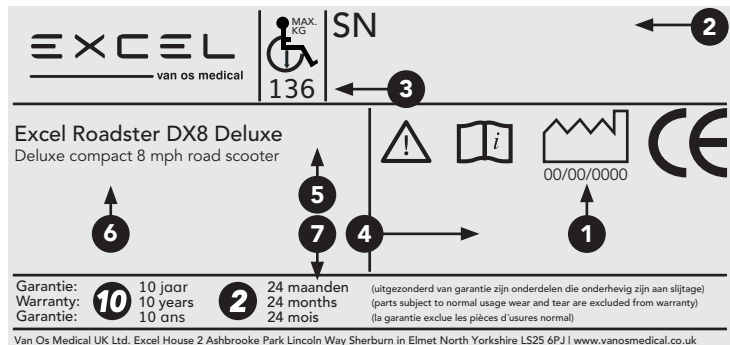 EXCEL
van os medical
MAX.
KG
136
SN
2
3
Excel Roadster DX8 Deluxe
Deluxe compact 8 mph road scooter
i
00/00/0000
CE
5
6
7
4
1
Garantie: 10 10 jaar 2 24 maanden (uitgezonderd van garantie zijn onderdelen die onderhevig zijn aan slijtage)
Warranty: 10 years 24 months (parts subject to normal usage wear and tear are excluded from warranty)
Garantie: 10 ans 24 mois (la garantie exclue les pièces d´usures normal)
Van Os Medical UK Ltd. Excel House 2 Ashbrooke Park Lincoln Way Sherburn in Elmet North Yorkshire LS25 6PJ I www.vanosmedical.co.uk